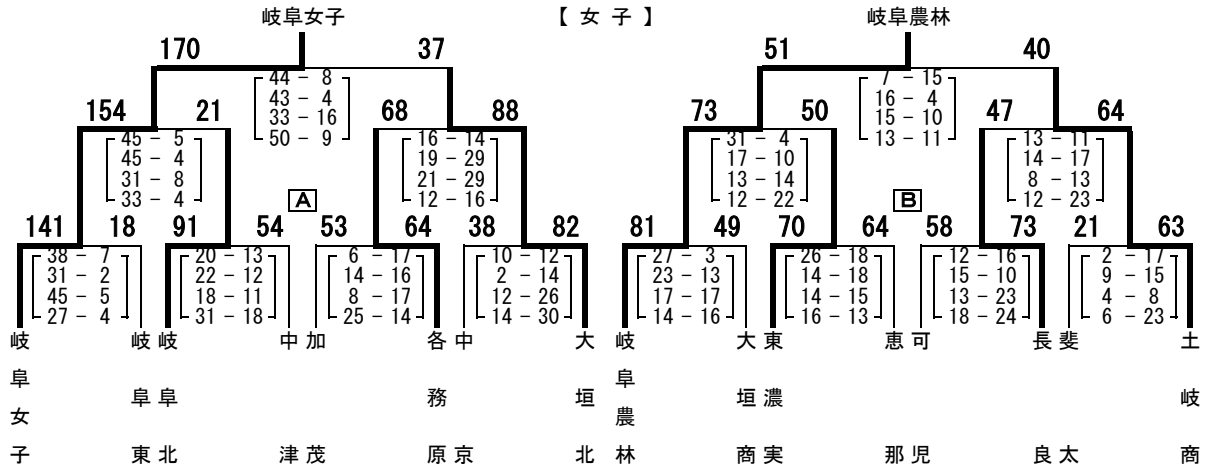 岐阜女子 【 女 子 】 岐阜農林
170 37 51 40
44 - 8 7 - 15
43 - 4 16 - 4
33 - 16 15 - 10
50 - 9 13 - 11
154 21 68 88 73 50 47 64
45 - 5 16 - 14 31 - 4 13 - 11
45 - 4 19 - 29 17 - 10 14 - 17
31 - 8 21 - 29 13 - 14 8 - 13
33 - 4 12 - 16 12 - 22 12 - 23
A B
141 18 91 54 53 64 38 82 81 49 70 64 58 73 21 63
38 - 7 20 - 13 6 - 17 10 - 12 27 - 3 26 - 18 12 - 16 2 - 17
31 - 2 22 - 12 14 - 16 2 - 14 23 - 13 14 - 18 15 - 10 9 - 15
45 - 5 18 - 11 8 - 17 12 - 26 17 - 17 14 - 15 13 - 23 4 - 8
27 - 4 31 - 18 25 - 14 14 - 30 14 - 16 16 - 13 18 - 24 6 - 23
岐阜女子
岐阜東
岐阜北
中津
加茂
各務原
中京
大垣北
岐阜農林
大垣商
東濃実
恵那
可児
長良
斐太
土岐商